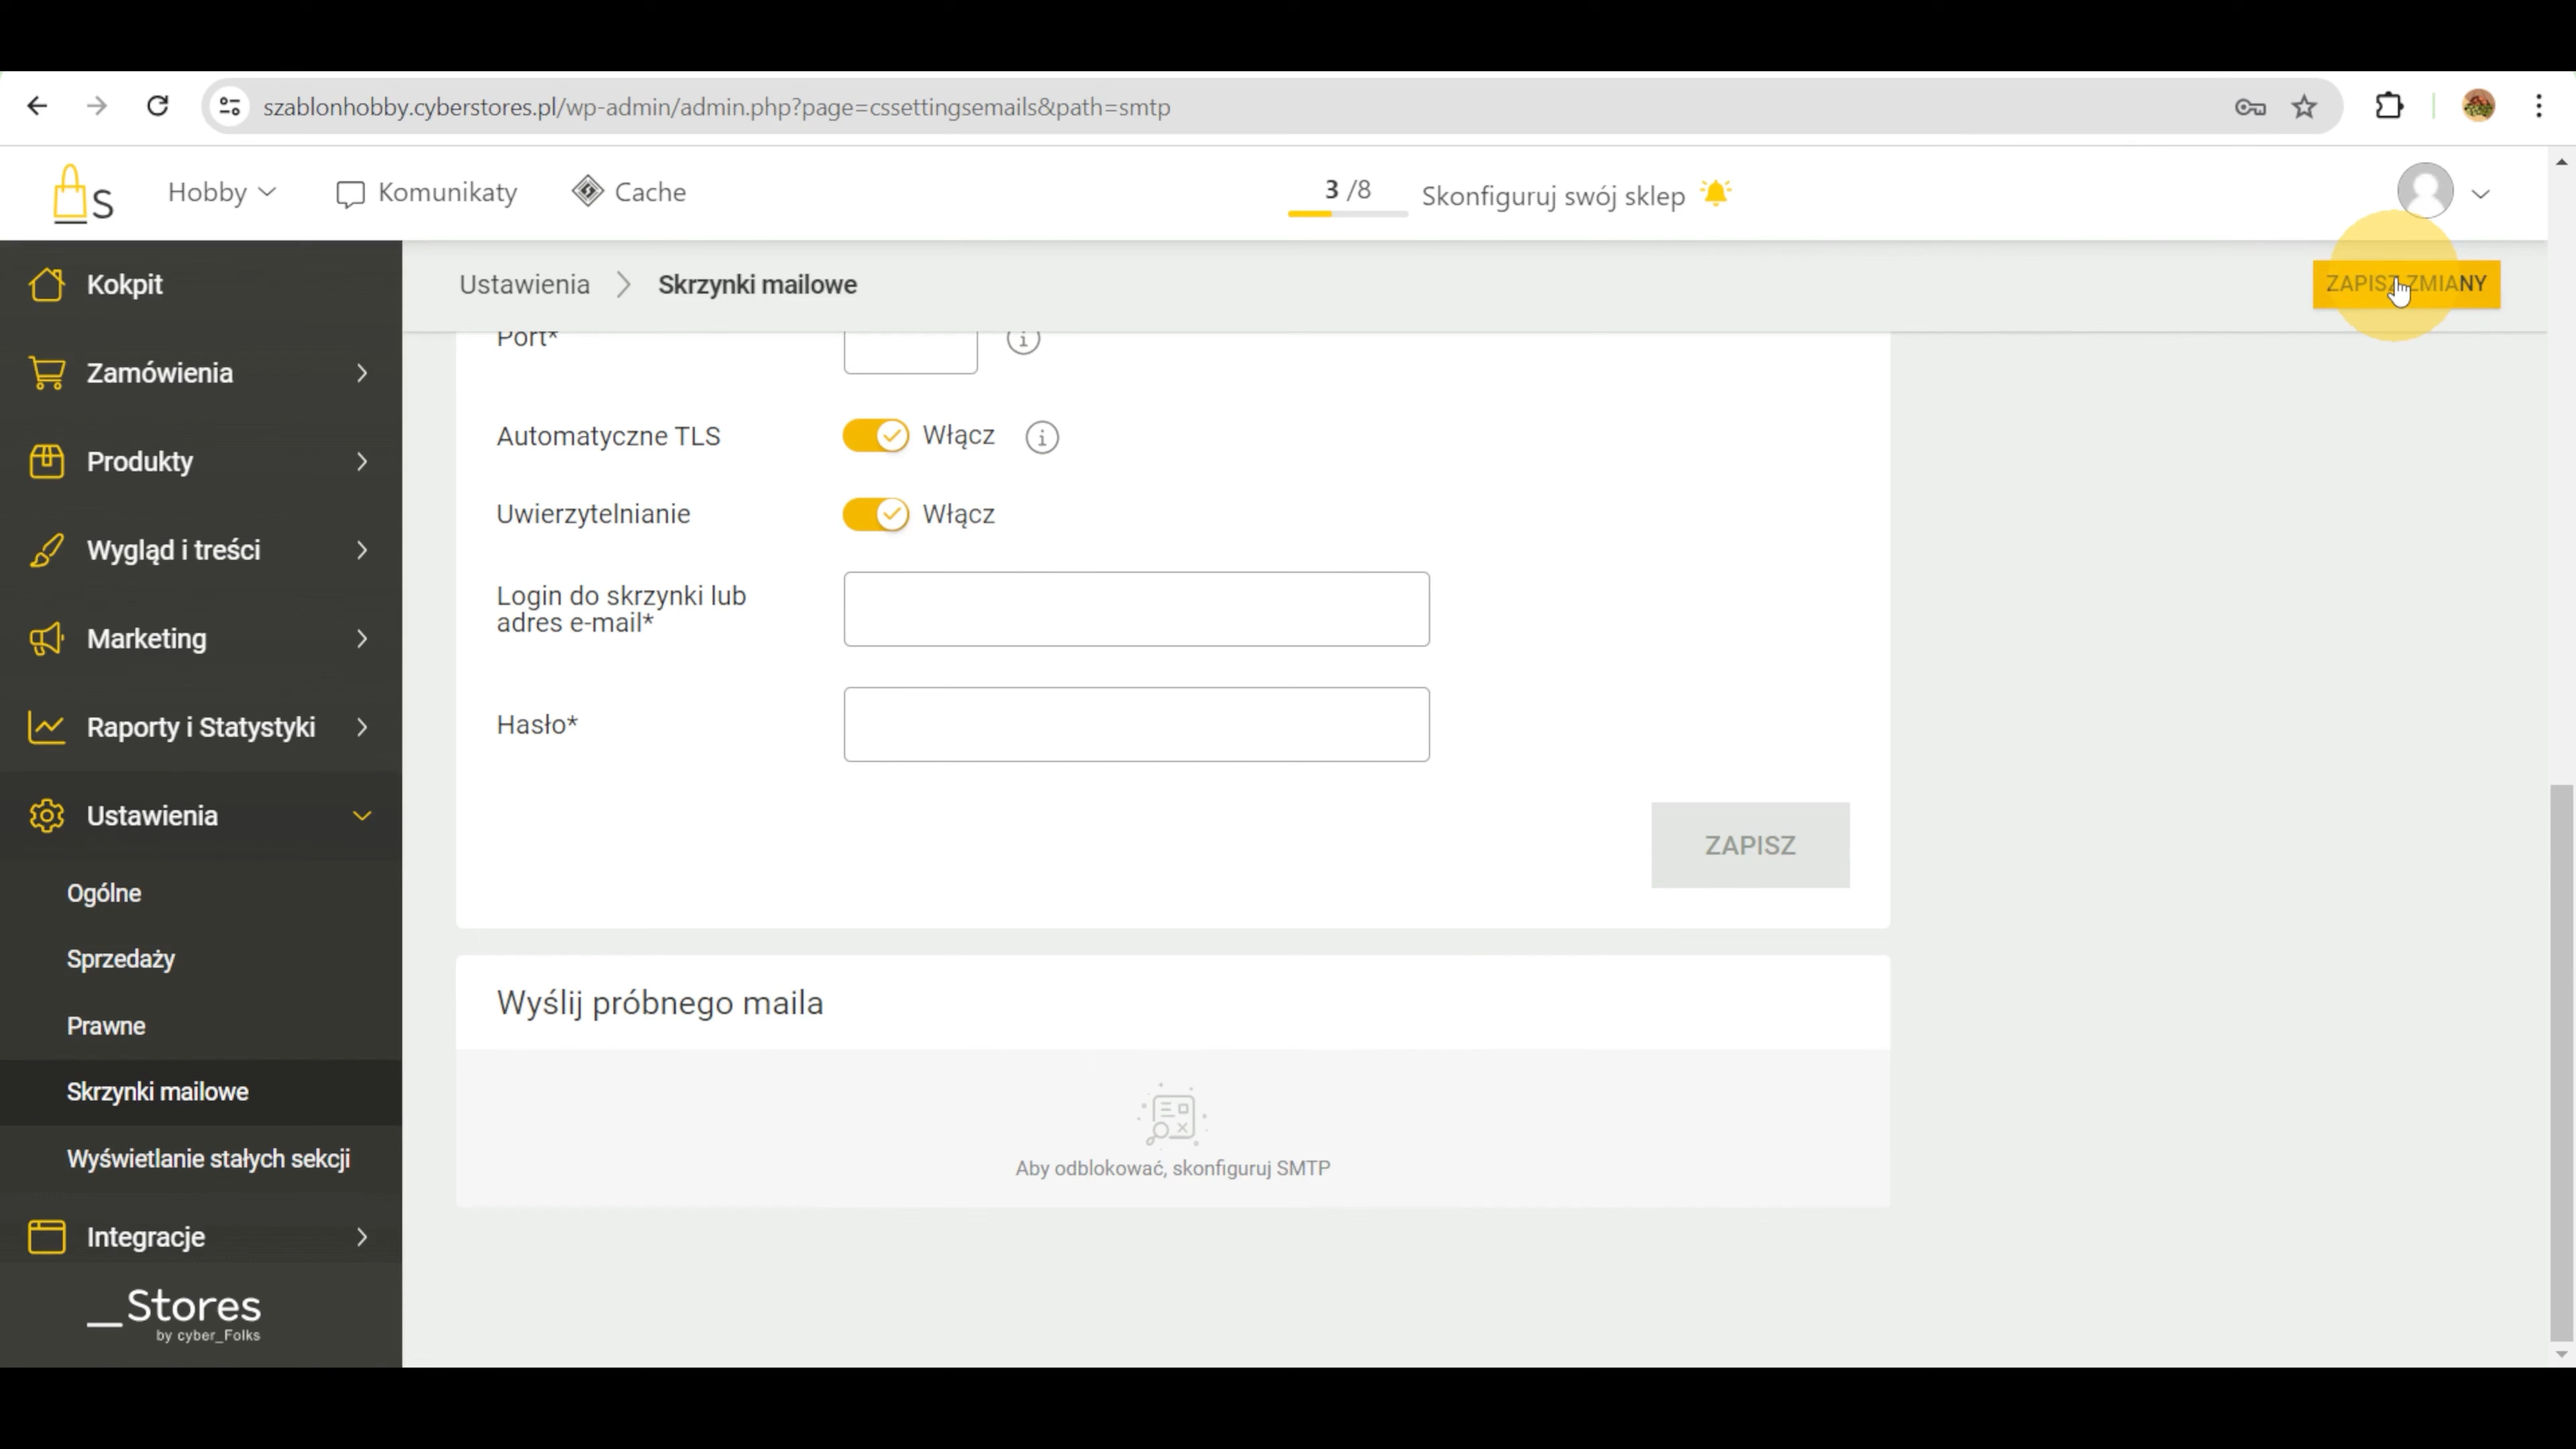 szablonhobby.cyberstores.pl/wp-admin/admin.php?page=cssettingsemails&path=smtp
S
Hobby
Komunikaty
Cache
3 /8
Skonfiguruj swój sklep
Kokpit
Zamówienia
Produkty
Wygląd i treści
Marketing
Raporty i Statystyki
Ustawienia
Ogólne
Sprzedaży
Prawne
Skrzynki mailowe
Wyświetlanie stałych sekcji
Integracje
__Stores
by cyber_Folks
Ustawienia
Skrzynki mailowe
ZAPISZ ZMIANY
Port*
Automatyczne TLS
Włącz
Uwierzytelnianie
Włącz
Login do skrzynki lub
adres e-mail*
Hasło*
ZAPISZ
Wyślij próbnego maila
Aby odblokować, skonfiguruj SMTP